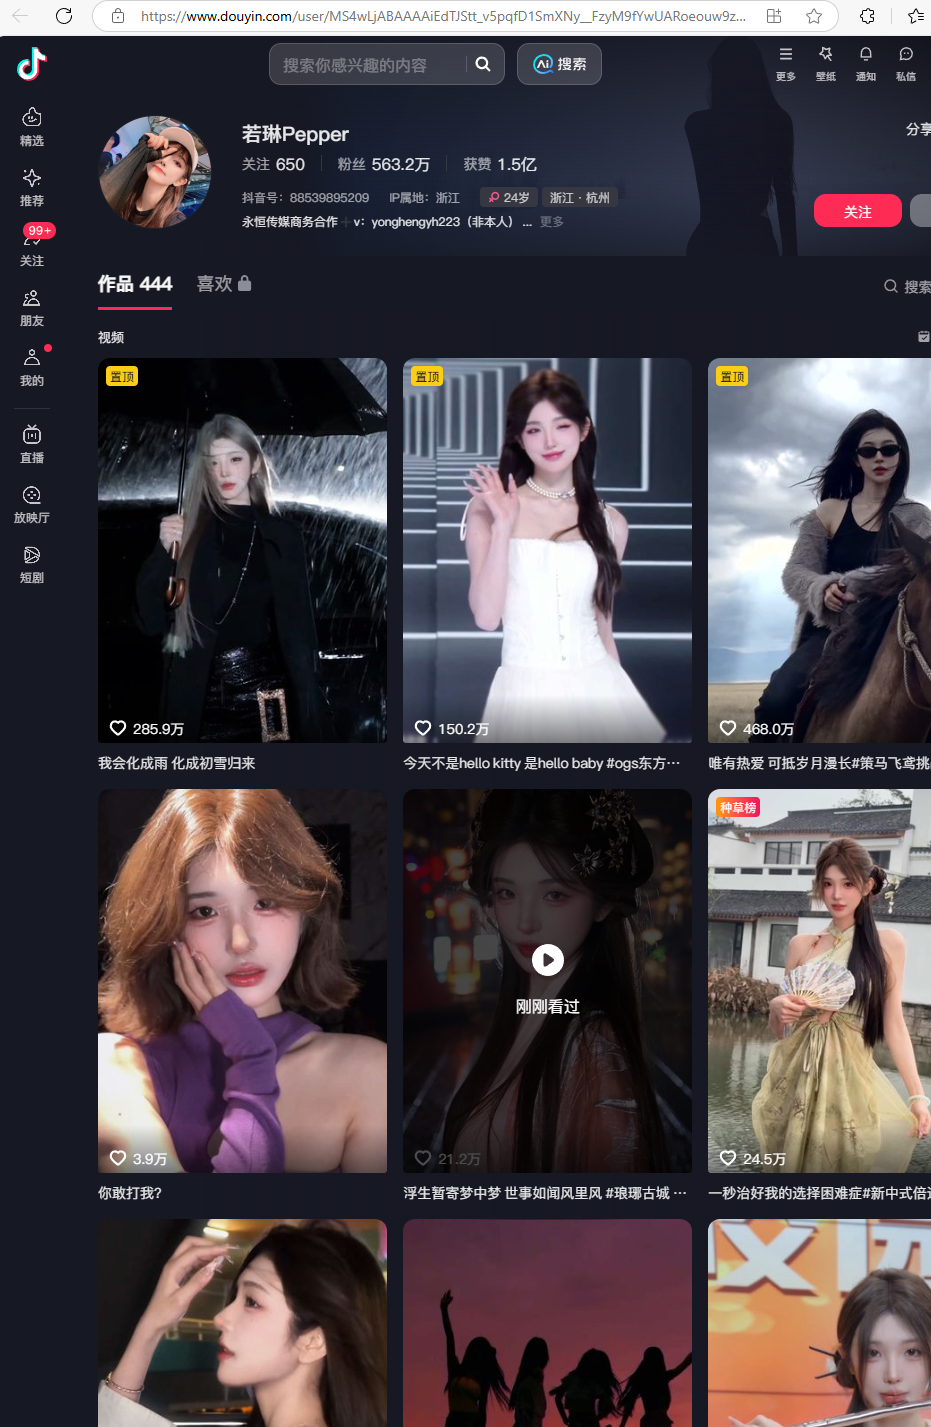 https://www.douyin.com/user/MS4wLjABAAAAiEdTJStt_v5pqfD1SmXNy__FzyM9fYwUARoeouw9z...
搜索你感兴趣的内容
搜索
更多
壁纸
通知
私信
精选
推荐
99+
关注
朋友
我的
直播
放映厅
短剧
若琳Pepper
关注 650
粉丝 563.2万
获赞 1.5亿
抖音号：88539895209
IP属地：浙江
24岁
浙江 · 杭州
永恒传媒商务合作 + v：yonghengyh223（非本人） ... 更多
分享
关注
作品 444
喜欢
搜索
视频
置顶
285.9万
我会化成雨 化成初雪归来
置顶
150.2万
今天不是hello kitty 是hello baby #ogs东方…
置顶
468.0万
唯有热爱 可抵岁月漫长#策马飞鸢挑
3.9万
你敢打我?
刚刚看过
21.2万
浮生暂寄梦中梦 世事如闻风里风 #琅琊古城 …
种草榜
24.5万
一秒治好我的选择困难症#新中式倍